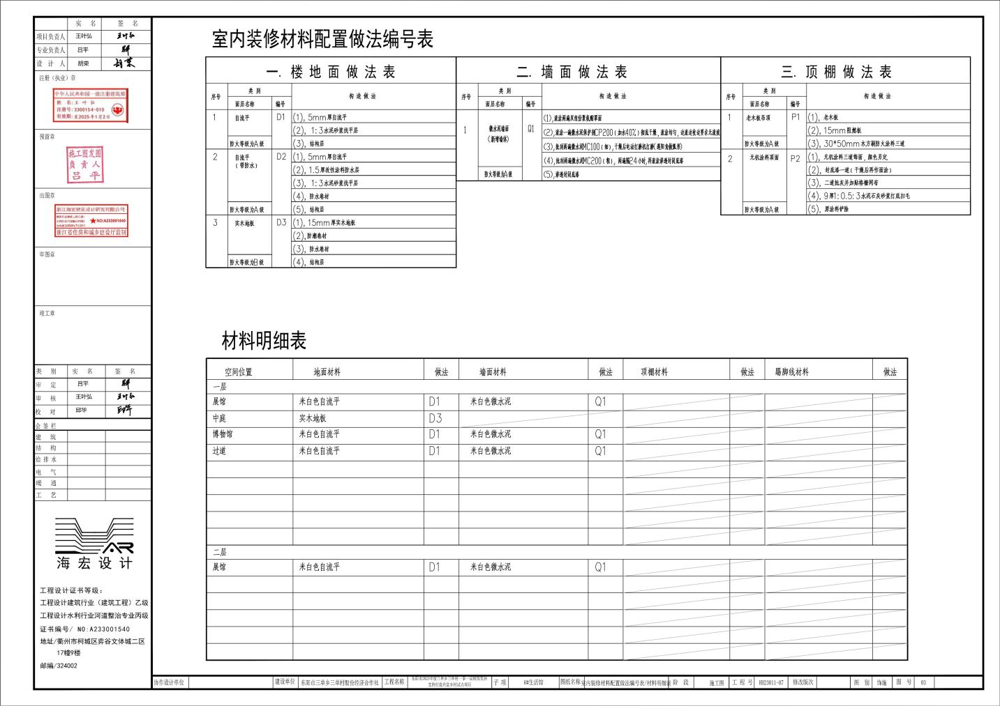 实 名 签 名
项目负责人 王叶弘 王叶弘
专业负责人 吕平
设 计 人 胡荣 胡荣
注册（执业）章
中华人民共和国一级注册建筑师
姓 名:王 叶 弘
注册号:3300154-010
有效期:至2025年1月2日
预留章
施工图发图
负 责 人
吕 平
出图章
浙江海宏建筑设计研究有限公司
NO:A233001540
浙江省住房和城乡建设厅监制
审图章
竣工章
类 别 实 名 签 名
审 定 吕平
审 核 王叶弘 王叶弘
校 对 邱华 邱华
会签栏
建 筑
结 构
给排水
电 气
暖 通
工 艺
AR
海宏设计
工程设计证书等级：
工程设计建筑行业（建筑工程）乙级
工程设计水利行业河道整治专业丙级
证书编号/ NO:A233001540
地址/衢州市柯城区弈谷文体城二区
17幢9楼
邮编/324002
室内装修材料配置做法编号表
一. 楼地面做法表
序号 类 别 构造做法
面层名称 编号
1 自流平 D1 (1), 5mm厚自流平
(2), 1:3水泥砂浆找平层
防火等级为A级 (3), 结构层
2 自流平 D2 (1), 5mm厚自流平
（带防水） (2), 1.5厚改性涂料防水层
(3), 1:3水泥砂浆找平层
(4), 防水卷材
防火等级为A级 (5), 结构层
3 实木地板 D3 (1), 15mm厚实木地板
(2),防潮卷材
(3), 防水卷材
防火等级为B级 (4), 结构层
二. 墙面做法表
序号 类 别 构造做法
面层名称 编号
1 微水泥墙面 Q1 (1),滚涂两遍双组份聚氨酯罩面
（新增墙体） (2),滚涂一遍微水泥保护剂CP200(加水40%)彻底干燥,滚涂均匀,边滚边收边要求无滚痕
(3),批刮两遍微水泥MC100(细),干燥后电动打磨机打磨(遇阳光做弧形)
(4),批刮两遍微水泥MC200(粗), 两遍隔24小时,再滚涂渗透封闭底漆
防火等级为A级 (5),渗透封闭底漆
三. 顶棚做法表
序号 类 别 构造做法
面层名称 编号
1 老木板吊顶 P1 (1), 老木板
(2), 15mm阻燃板
防火等级为A级 (3), 30*50mm木方刷防火涂料三道
2 无机涂料顶面 P2 (1), 无机涂料三道饰面，颜色另定
(2), 封底漆一道(干燥后再作面涂)
(3), 二道批灰并加贴格栅网布
(4), 9厚1:0.5:3水泥石灰砂浆打底扫毛
防火等级为A级 (5), 原涂料铲除
材料明细表
空间位置 地面材料 做法 墙面材料 做法 顶棚材料 做法 踢脚线材料 做法
一层
展馆 米白色自流平 D1 米白色微水泥 Q1
中庭 实木地板 D3
博物馆 米白色自流平 D1 米白色微水泥 Q1
过道 米白色自流平 D1 米白色微水泥 Q1
二层
展馆 米白色自流平 D1 米白色微水泥 Q1
协作设计单位 建设单位 东阳市三单乡三单村股份经济合作社 工程名称 东阳市2023年度三单乡三单村一事一议财政奖补
支持打造共富乡村试点项目 子 项 6#生活馆 图纸名称 室内装修材料配置做法编号表/材料明细表 阶 段 施工图 工 程 号 HH23011-07 修改版次 图 别 饰施 图 号 03